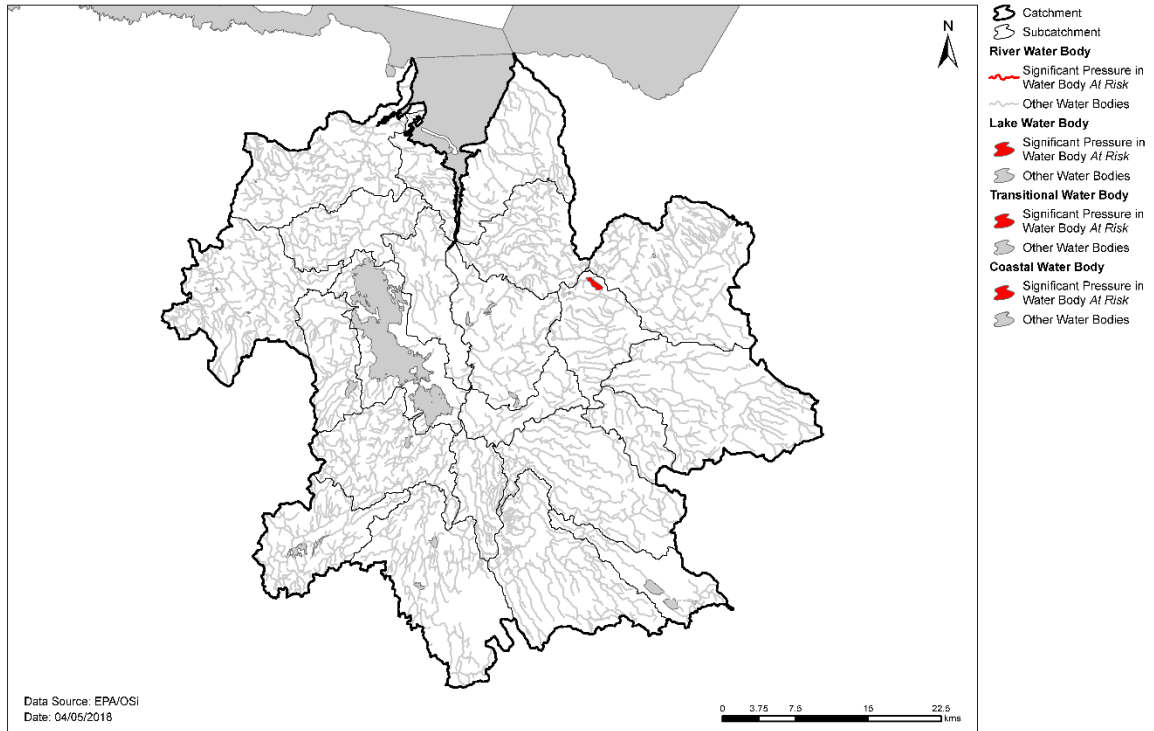 N
Catchment
Subcatchment
River Water Body
Significant Pressure in
Water Body At Risk
Other Water Bodies
Lake Water Body
Significant Pressure in
Water Body At Risk
Other Water Bodies
Transitional Water Body
Significant Pressure in
Water Body At Risk
Other Water Bodies
Coastal Water Body
Significant Pressure in
Water Body At Risk
Other Water Bodies
Data Source: EPA/OSi
Date: 04/05/2018
0 3.75 7.5 15 22.5
kms